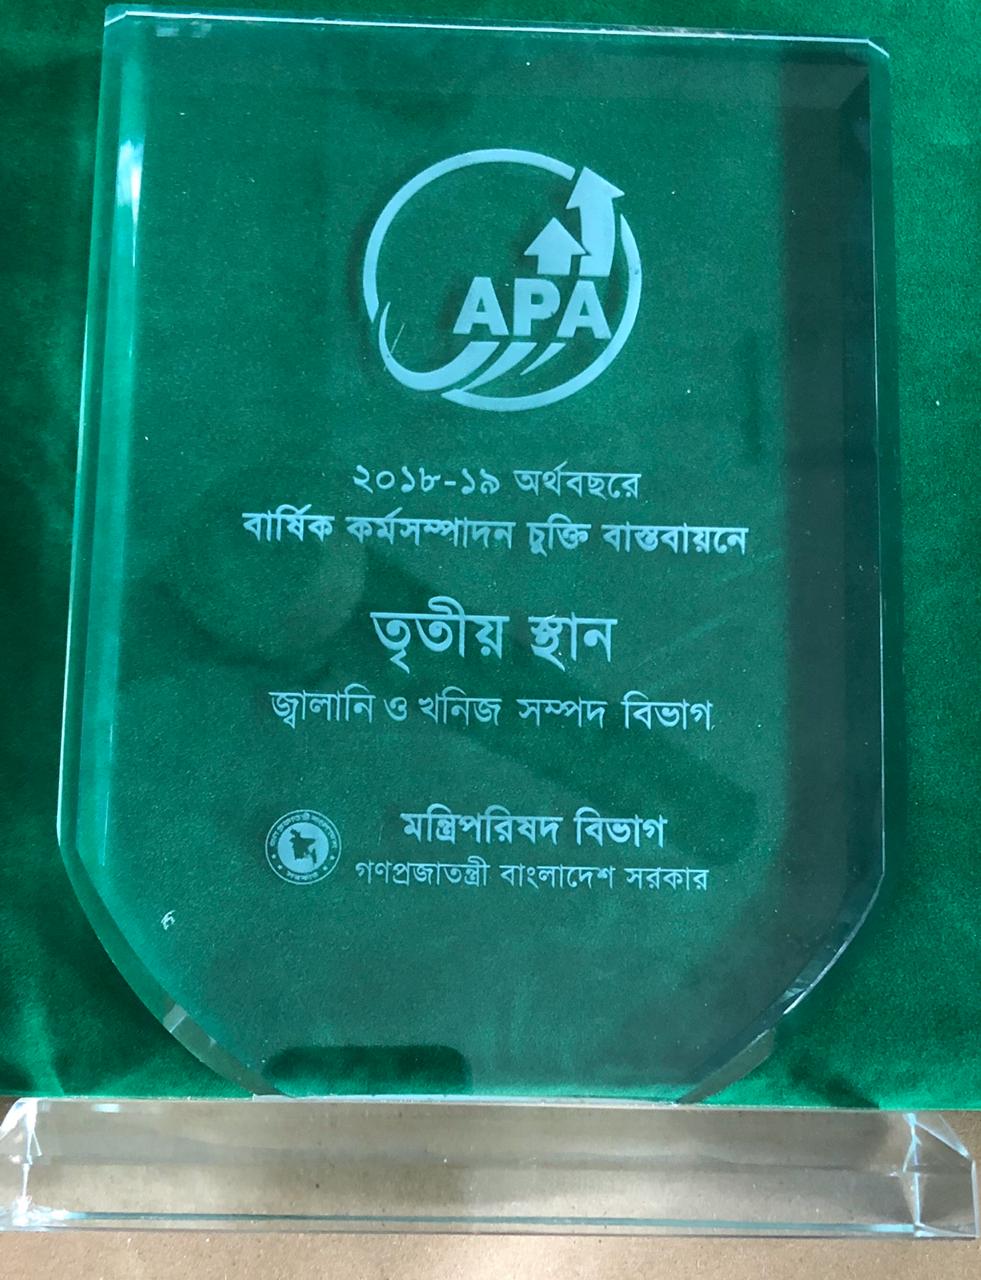 APA
২০১৮-১৯ অর্থবছরে
বার্ষিক কর্মসম্পাদন চুক্তি বাস্তবায়নে
তৃতীয় স্থান
জ্বালানি ও খনিজ সম্পদ বিভাগ
মন্ত্রিপরিষদ বিভাগ
গণপ্রজাতন্ত্রী বাংলাদেশ সরকার